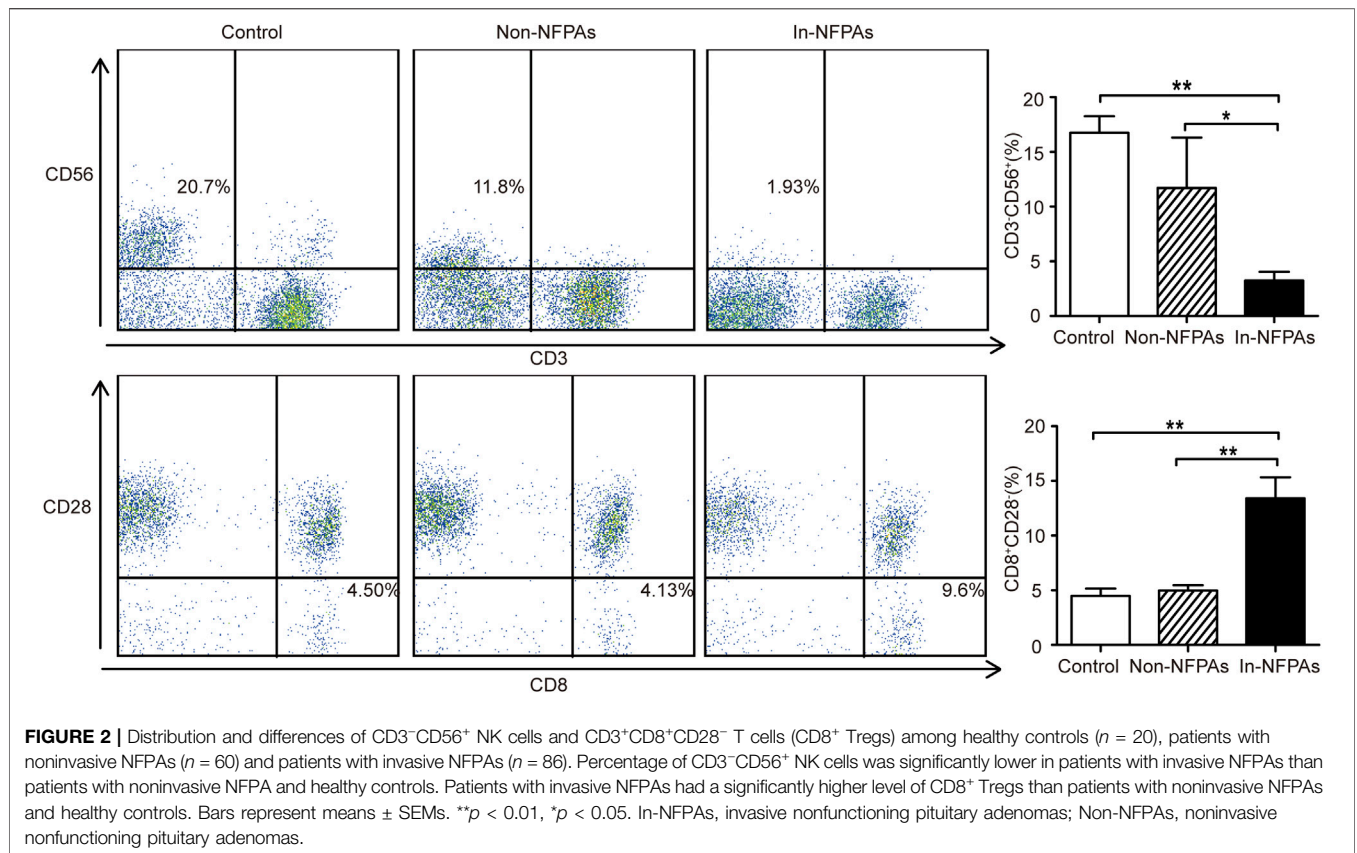 Control Non-NFPAs In-NFPAs
CD56
20.7% 11.8% 1.93%
CD3
CD3⁻CD56⁺(%)
20
15
10
5
0
** 
*
Control Non-NFPAs In-NFPAs
CD28
4.50% 4.13% 9.6%
CD8
CD8⁺CD28⁻(%)
20
15
10
5
0
**
**
Control Non-NFPAs In-NFPAs
FIGURE 2 | Distribution and differences of CD3⁻CD56⁺ NK cells and CD3⁺CD8⁺CD28⁻ T cells (CD8⁺ Tregs) among healthy controls (n = 20), patients with
noninvasive NFPAs (n = 60) and patients with invasive NFPAs (n = 86). Percentage of CD3⁻CD56⁺ NK cells was significantly lower in patients with invasive NFPAs than
patients with noninvasive NFPA and healthy controls. Patients with invasive NFPAs had a significantly higher level of CD8⁺ Tregs than patients with noninvasive NFPAs
and healthy controls. Bars represent means ± SEMs. **p < 0.01, *p < 0.05. In-NFPAs, invasive nonfunctioning pituitary adenomas; Non-NFPAs, noninvasive
nonfunctioning pituitary adenomas.